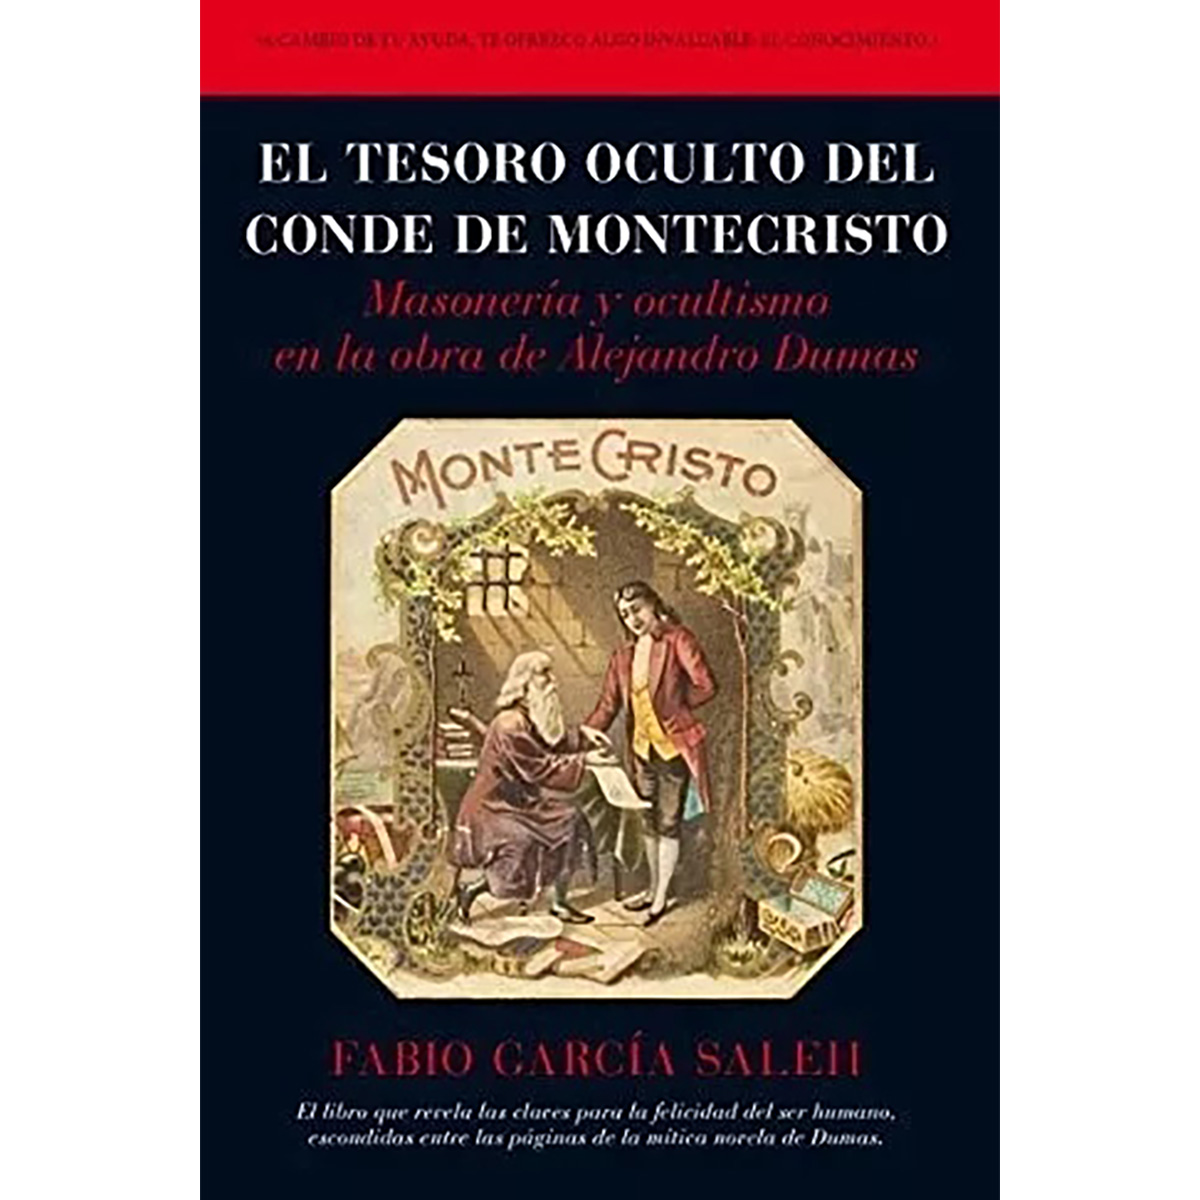 «A CAMBIO DE TU AYUDA, TE OFREZCO ALGO INVALUABLE: EL CONOCIMIENTO.»
EL TESORO OCULTO DEL
CONDE DE MONTECRISTO
Masonería y ocultismo
en la obra de Alejandro Dumas
MONTE CRISTO
FABIO GARCÍA SALEH
El libro que revela las claves para la felicidad del ser humano,
escondidas entre las páginas de la mítica novela de Dumas.